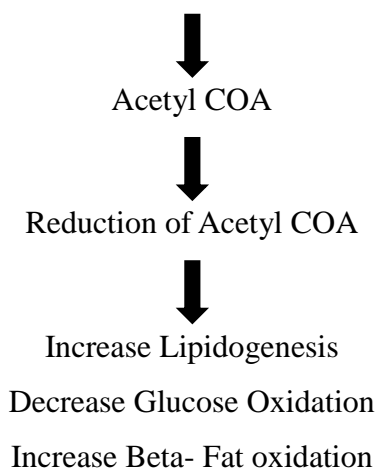 Acetyl COA
Reduction of Acetyl COA
Increase Lipidogenesis
Decrease Glucose Oxidation
Increase Beta- Fat oxidation